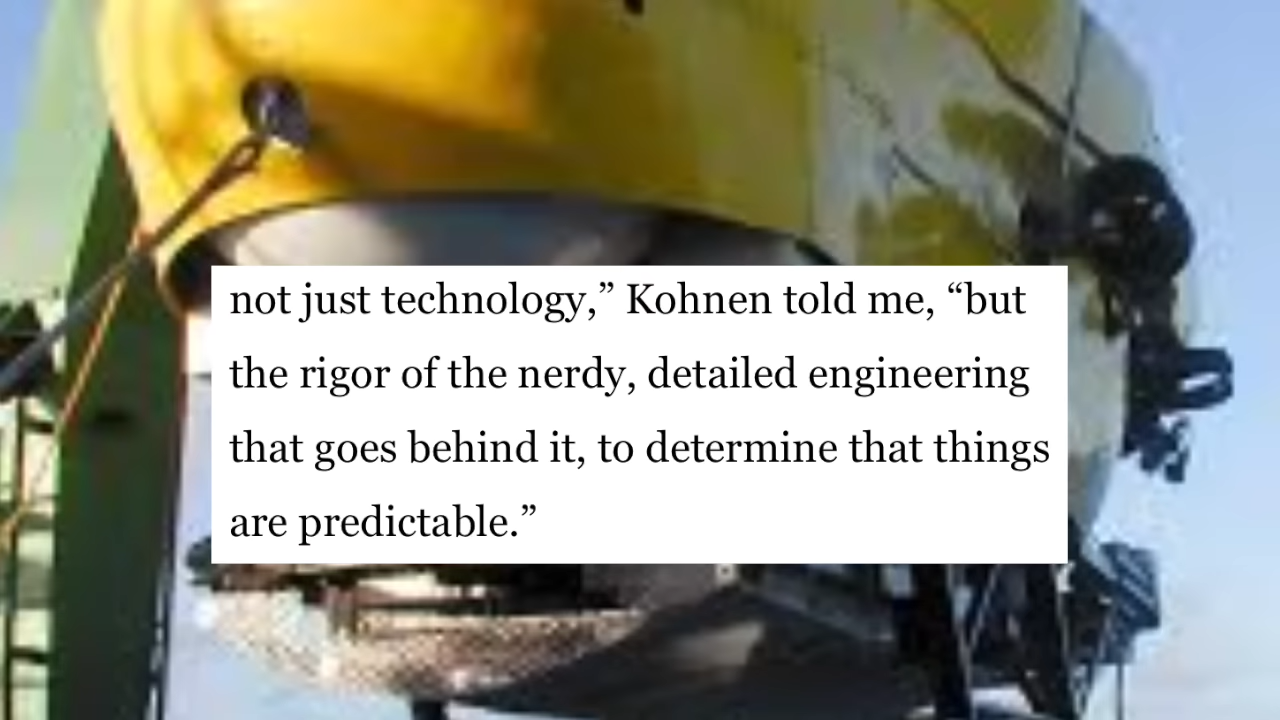 not just technology,” Kohnen told me, “but
the rigor of the nerdy, detailed engineering
that goes behind it, to determine that things
are predictable.”